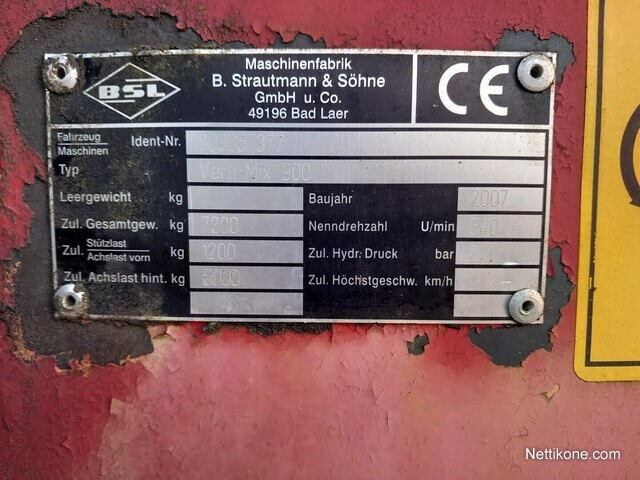 BSL
Maschinenfabrik
B. Strautmann & Söhne
GmbH u. Co.
49196 Bad Laer
CE
Fahrzeug
Maschinen
Ident-Nr.
Typ Verti-Mix 900
Leergewicht kg
Baujahr 2007
Zul. Gesamtgew. kg 7200
Nenndrehzahl U/min 540
Zul. Stützlast
Achslast vorn kg 1200
Zul. Hydr. Druck bar
Zul. Achslast hint. kg 6000
Zul. Höchstgeschw. km/h
Nettikone.com